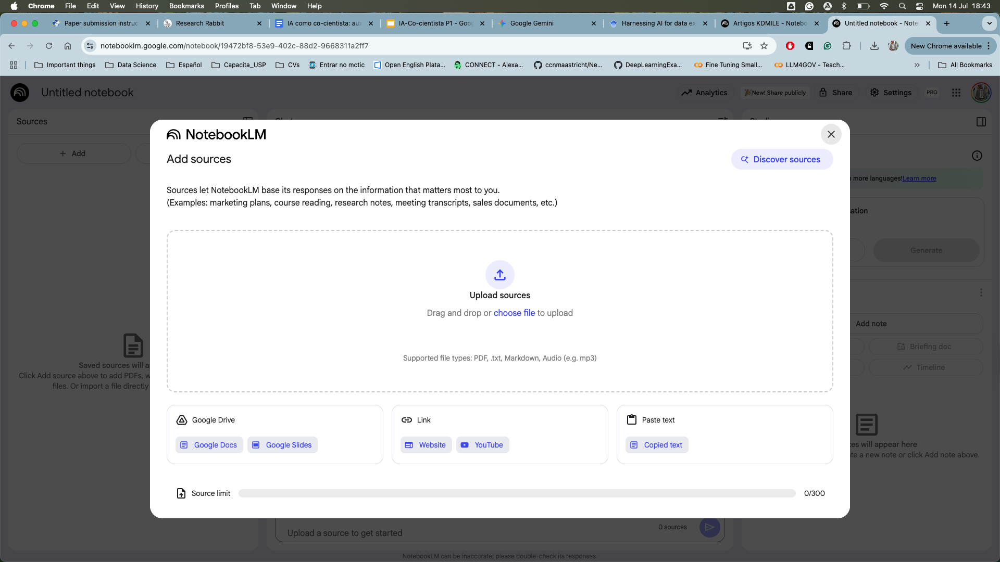 Chrome File Edit View History Bookmarks Profiles Tab Window Help Mon 14 Jul 18:43
Paper submission instruc Research Rabbit IA como co-cientista: au IA-Co-cientista P1 - Goog Google Gemini Harnessing AI for data ex Artigos KDMILE - Notebo Untitled notebook - Note
notebooklm.google.com/notebook/19472bf8-53e9-402c-88d2-9668311a2ff7 New Chrome available
Important things Data Science Español Capacita_USP CVs Entrar no mctic Open English Plata... CONNECT - Alexa... ccnmaastricht/Ne... DeepLearningExa... Fine Tuning Small... LLM4GOV - Teach... » All Bookmarks
Untitled notebook Analytics New! Share publicly Share Settings PRO
Sources
NotebookLM
+ Add
Add sources Discover sources
Sources let NotebookLM base its responses on the information that matters most to you.
(Examples: marketing plans, course reading, research notes, meeting transcripts, sales documents, etc.)
more languages!Learn more
Generate
Upload sources
Drag and drop or choose file to upload
Supported file types: PDF, .txt, Markdown, Audio (e.g. mp3)
Add note
Briefing doc
Timeline
Saved sources will a
Click Add source above to add PDFs, w
files. Or import a file directly
Google Drive
Google Docs Google Slides
Link
Website YouTube
Paste text
Copied text
es will appear here
te a new note or click Add note above.
Source limit 0/300
Upload a source to get started 0 sources
NotebookLM can be inaccurate; please double-check its responses.